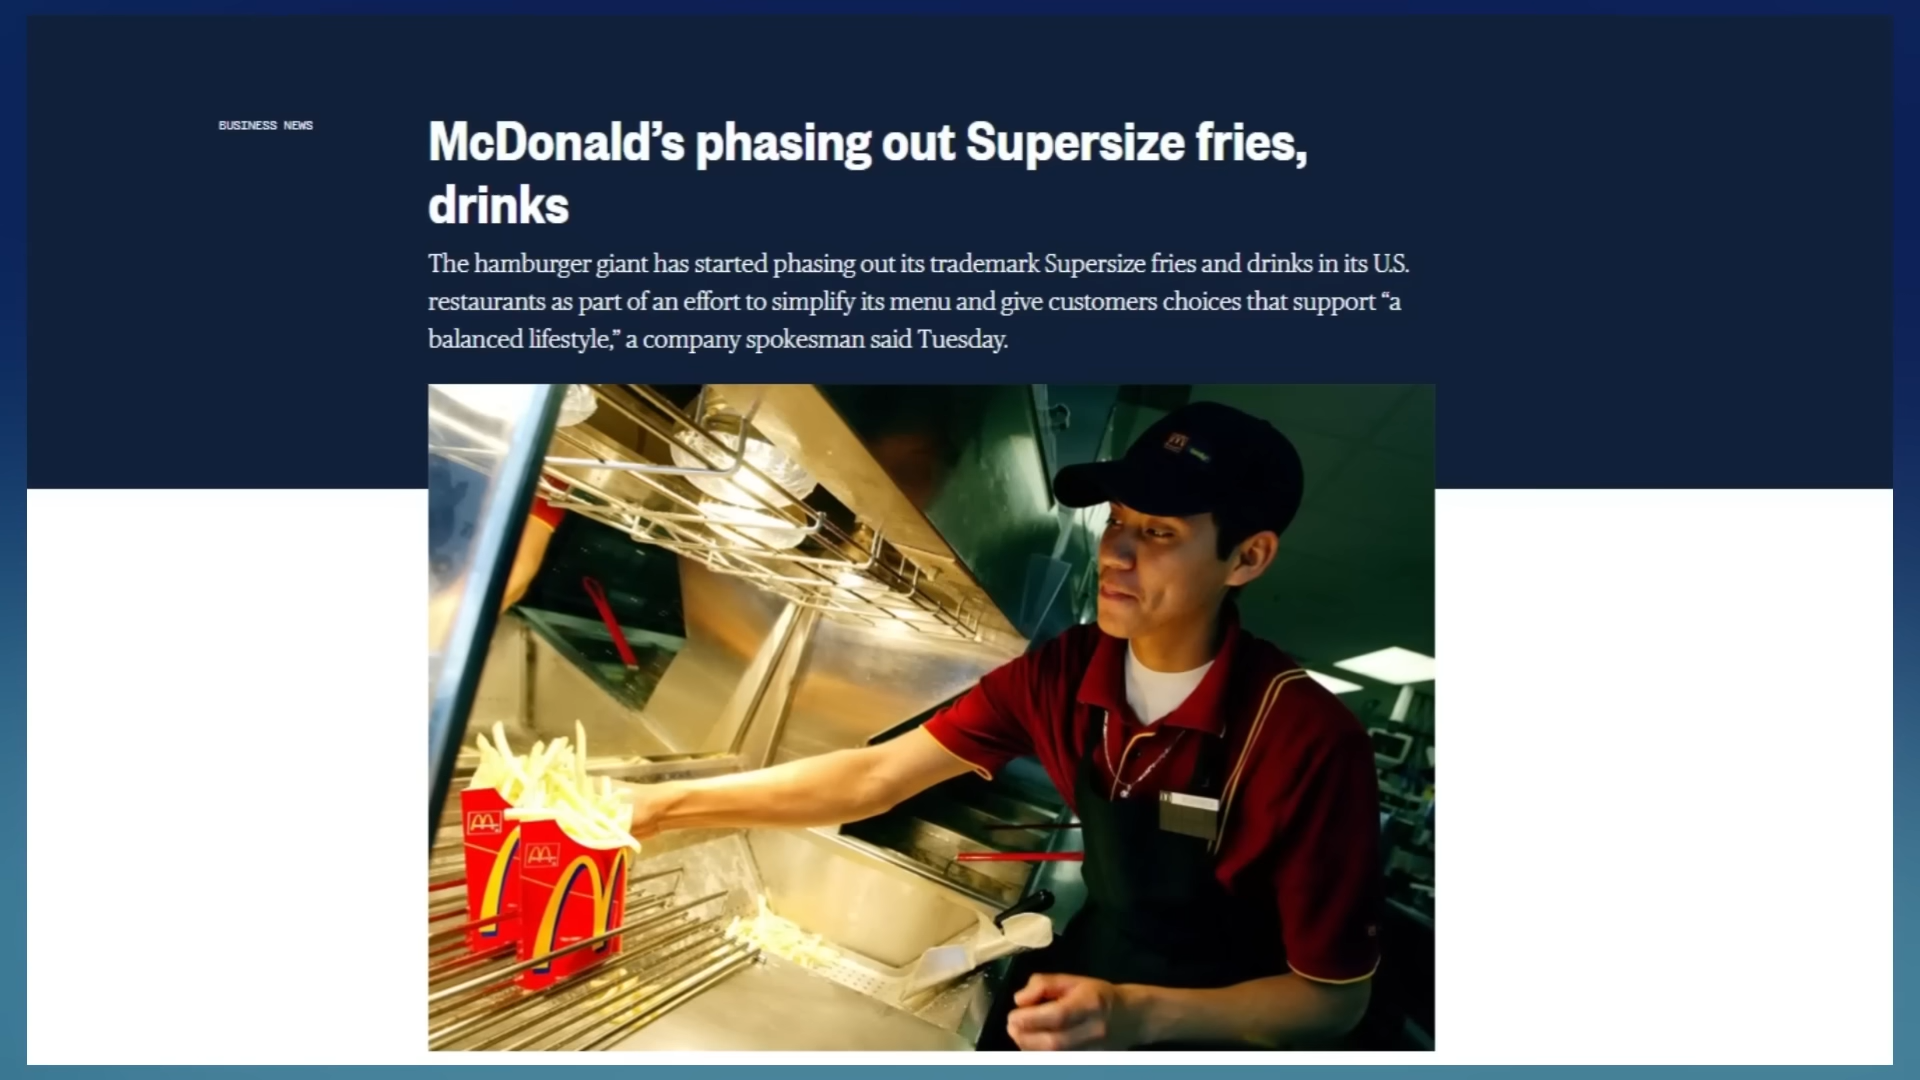 BUSINESS NEWS
McDonald’s phasing out Supersize fries,
drinks
The hamburger giant has started phasing out its trademark Supersize fries and drinks in its U.S.
restaurants as part of an effort to simplify its menu and give customers choices that support “a
balanced lifestyle,” a company spokesman said Tuesday.